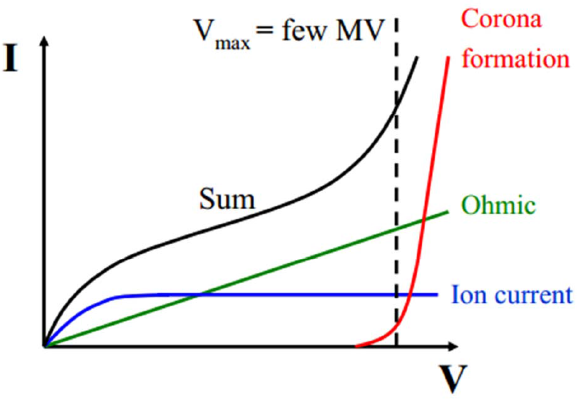 V_max = few MV
Corona
formation
I
Sum
Ohmic
Ion current
V